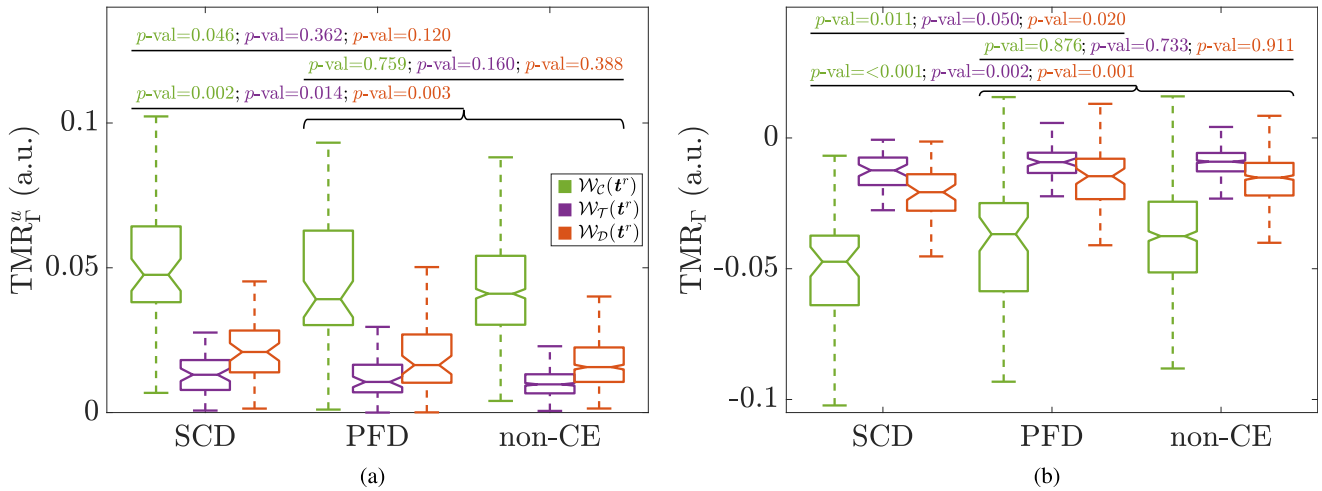 p-val=0.046; p-val=0.362; p-val=0.120
p-val=0.759; p-val=0.160; p-val=0.388
p-val=0.002; p-val=0.014; p-val=0.003
0.1
0.05
0
TMR_Γ^u (a.u.)
𝒲_𝒞(t^r)
𝒲_𝒯(t^r)
𝒲_𝒟(t^r)
SCD PFD non-CE
(a)
p-val=0.011; p-val=0.050; p-val=0.020
p-val=0.876; p-val=0.733; p-val=0.911
p-val=<0.001; p-val=0.002; p-val=0.001
0
-0.05
-0.1
TMR_Γ (a.u.)
SCD PFD non-CE
(b)